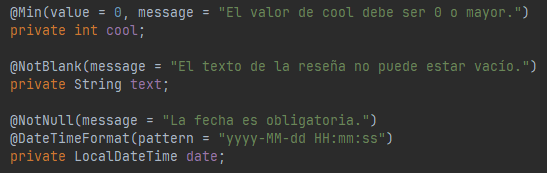 @Min(value = 0, message = "El valor de cool debe ser 0 o mayor.")
private int cool;
@NotBlank(message = "El texto de la reseña no puede estar vacío.")
private String text;
@NotNull(message = "La fecha es obligatoria.")
@DateTimeFormat(pattern = "yyyy-MM-dd HH:mm:ss")
private LocalDateTime date;